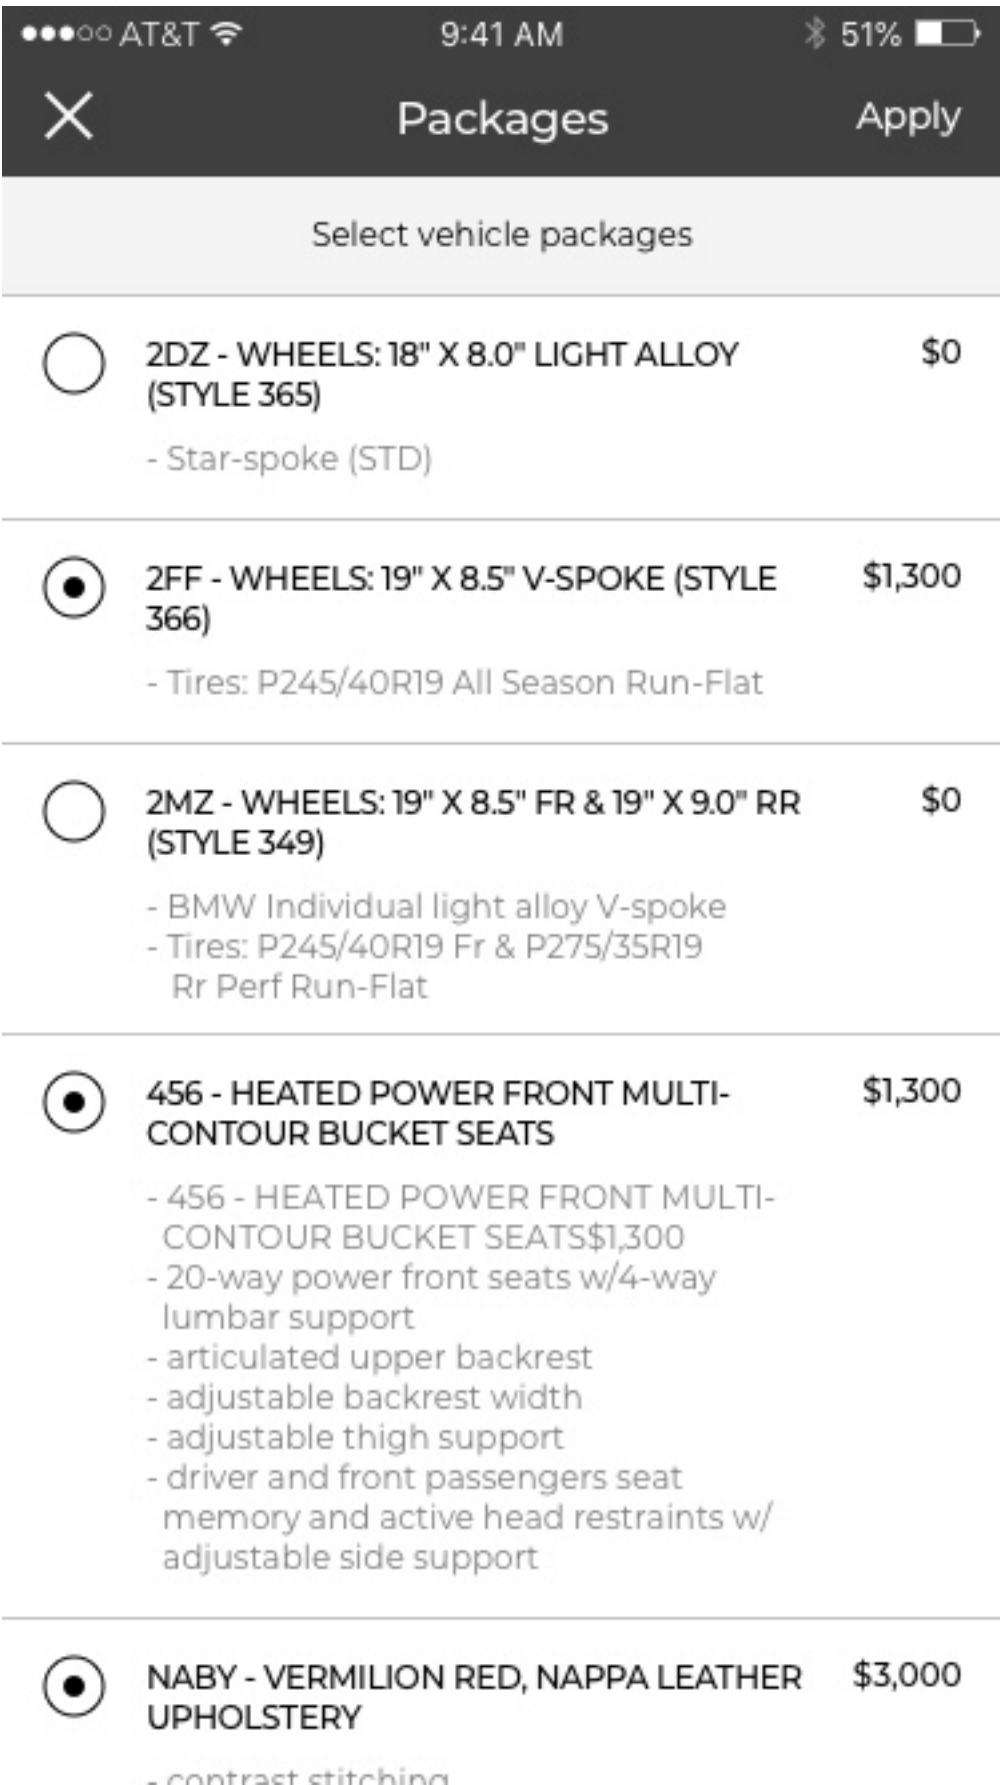 AT&T 9:41 AM 51%
Packages Apply
Select vehicle packages
2DZ - WHEELS: 18" X 8.0" LIGHT ALLOY $0
(STYLE 365)
- Star-spoke (STD)
2FF - WHEELS: 19" X 8.5" V-SPOKE (STYLE $1,300
366)
- Tires: P245/40R19 All Season Run-Flat
2MZ - WHEELS: 19" X 8.5" FR & 19" X 9.0" RR $0
(STYLE 349)
- BMW Individual light alloy V-spoke
- Tires: P245/40R19 Fr & P275/35R19
Rr Perf Run-Flat
456 - HEATED POWER FRONT MULTI- $1,300
CONTOUR BUCKET SEATS
- 456 - HEATED POWER FRONT MULTI-
CONTOUR BUCKET SEATS$1,300
- 20-way power front seats w/4-way
lumbar support
- articulated upper backrest
- adjustable backrest width
- adjustable thigh support
- driver and front passengers seat
memory and active head restraints w/
adjustable side support
NABY - VERMILION RED, NAPPA LEATHER $3,000
UPHOLSTERY
- contrast stitching